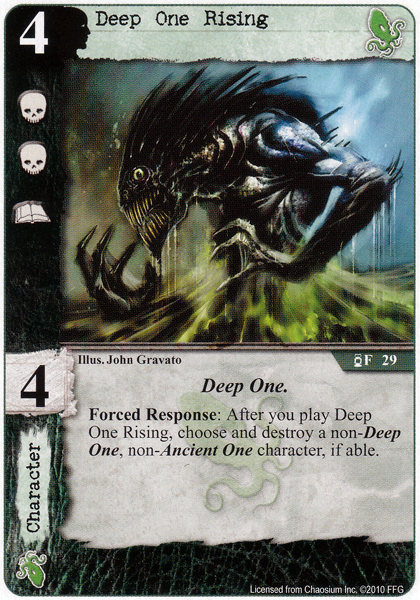 4
Deep One Rising
Illus. John Gravato
F 29
4
Deep One.
Forced Response: After you play Deep
One Rising, choose and destroy a non-Deep
One, non-Ancient One character, if able.
Character
Licensed from Chaosium Inc. ©2010 FFG